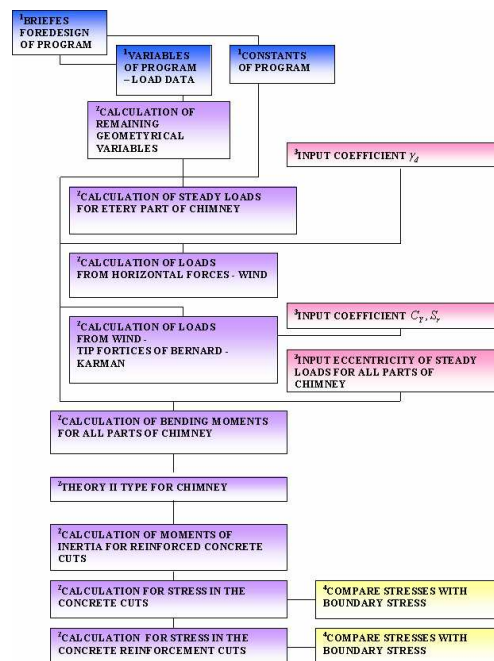 ¹BRIEFES
FOREDESIGN
OF PROGRAM
¹VARIABLES
OF PROGRAM
– LOAD DATA
¹CONSTANTS
OF PROGRAM
²CALCULATION OF
REMAINING
GEOMETYRICAL
VARIABLES
³INPUT COEFFICIENT γd
²CALCULATION OF STEADY LOADS
FOR ETERY PART OF CHIMNEY
²CALCULATION OF LOADS
FROM HORIZONTAL FORCES - WIND
²CALCULATION OF LOADS
FROM WIND -
TIP FORTICES OF BERNARD -
KARMAN
³INPUT COEFFICIENT CT, Sr
³INPUT ECCENTRICITY OF STEADY
LOADS FOR ALL PARTS OF
CHIMNEY
²CALCULATION OF BENDING MOMENTS
FOR ALL PARTS OF CHIMNEY
²THEORY II TYPE FOR CHIMNEY
²CALCULATION OF MOMENTS OF
INERTIA FOR REINFORCED CONCRETE
CUTS
²CALCULATION FOR STRESS IN THE
CONCRETE CUTS
⁴COMPARE STRESSES WITH
BOUNDARY STRESS
²CALCULATION FOR STRESS IN THE
CONCRETE REINFORCEMENT CUTS
⁴COMPARE STRESSES WITH
BOUNDARY STRESS